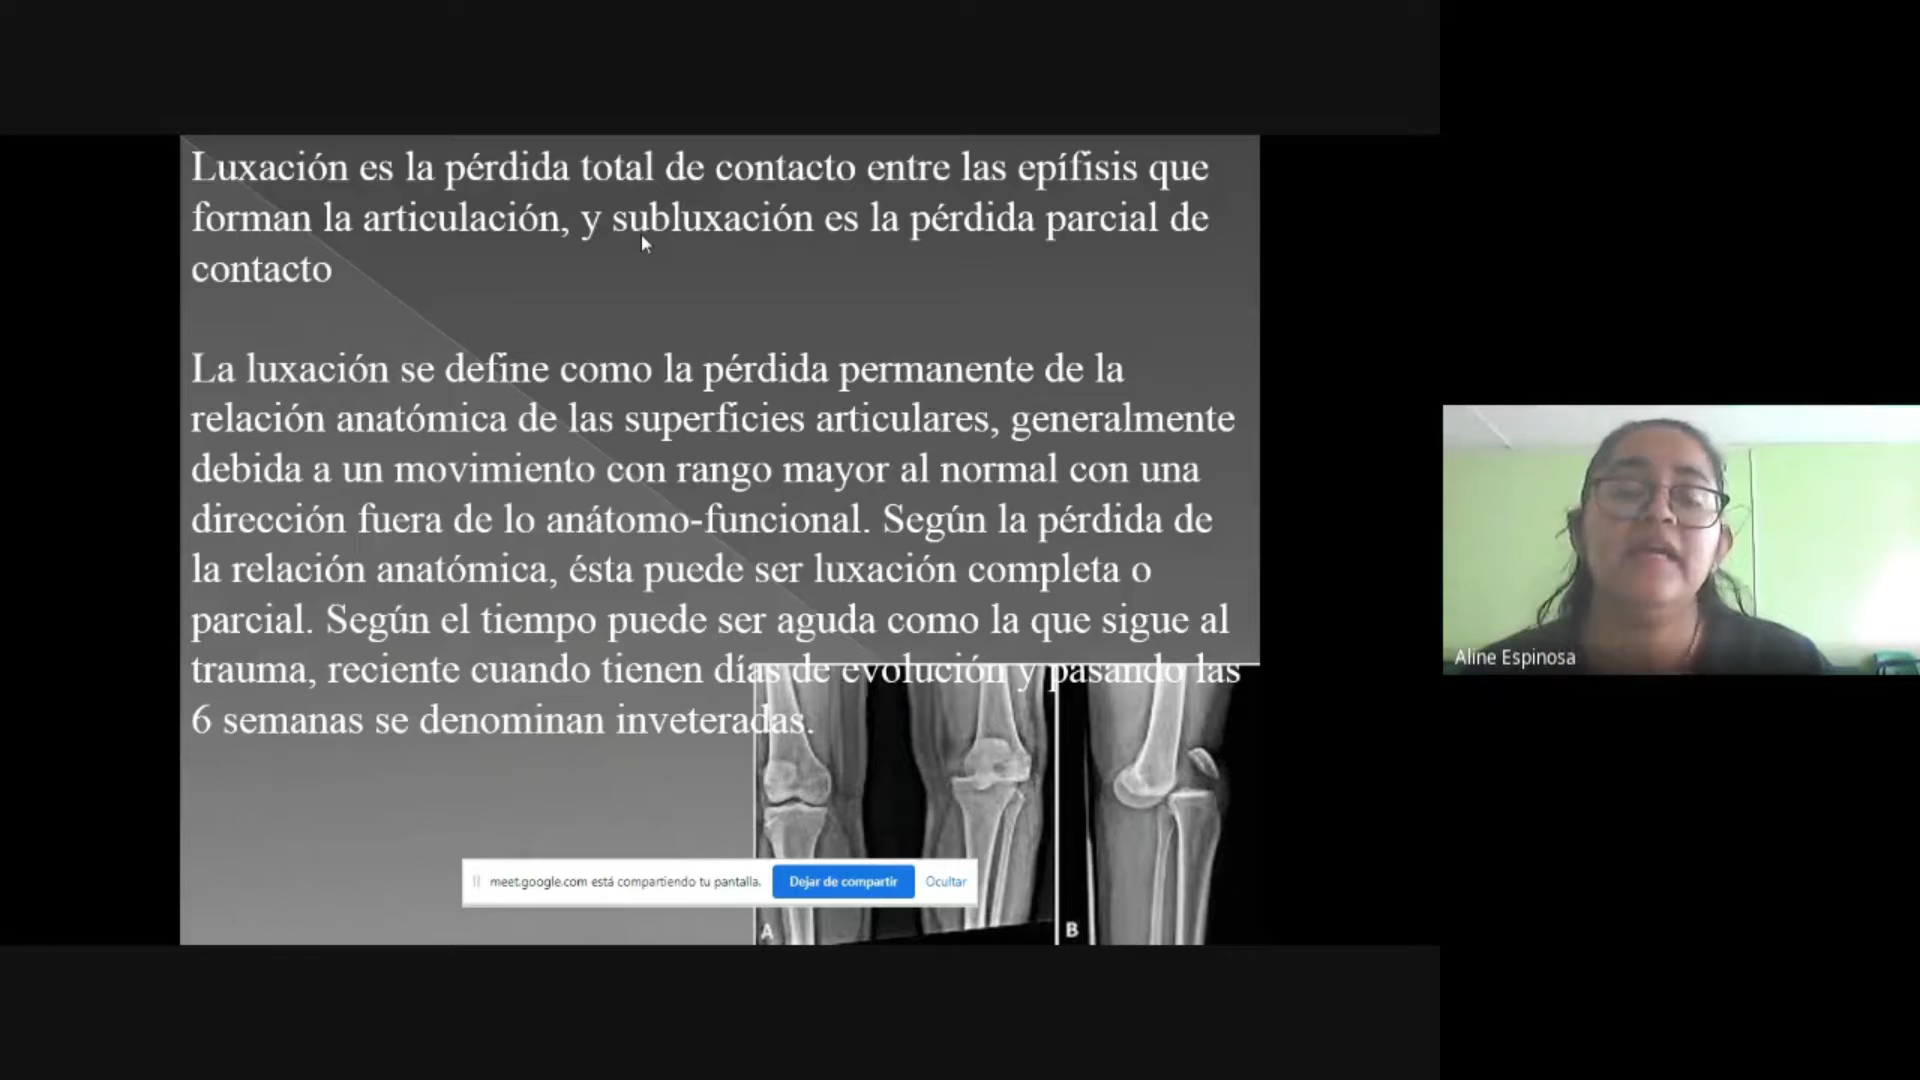 Luxación es la pérdida total de contacto entre las epífisis que
forman la articulación, y subluxación es la pérdida parcial de
contacto
La luxación se define como la pérdida permanente de la
relación anatómica de las superficies articulares, generalmente
debida a un movimiento con rango mayor al normal con una
dirección fuera de lo anátomo-funcional. Según la pérdida de
la relación anatómica, ésta puede ser luxación completa o
parcial. Según el tiempo puede ser aguda como la que sigue al
trauma, reciente cuando tienen días de evolución y pasando las
6 semanas se denominan inveteradas.
meet.google.com está compartiendo tu pantalla.
Dejar de compartir
Ocultar
A
B
Aline Espinosa